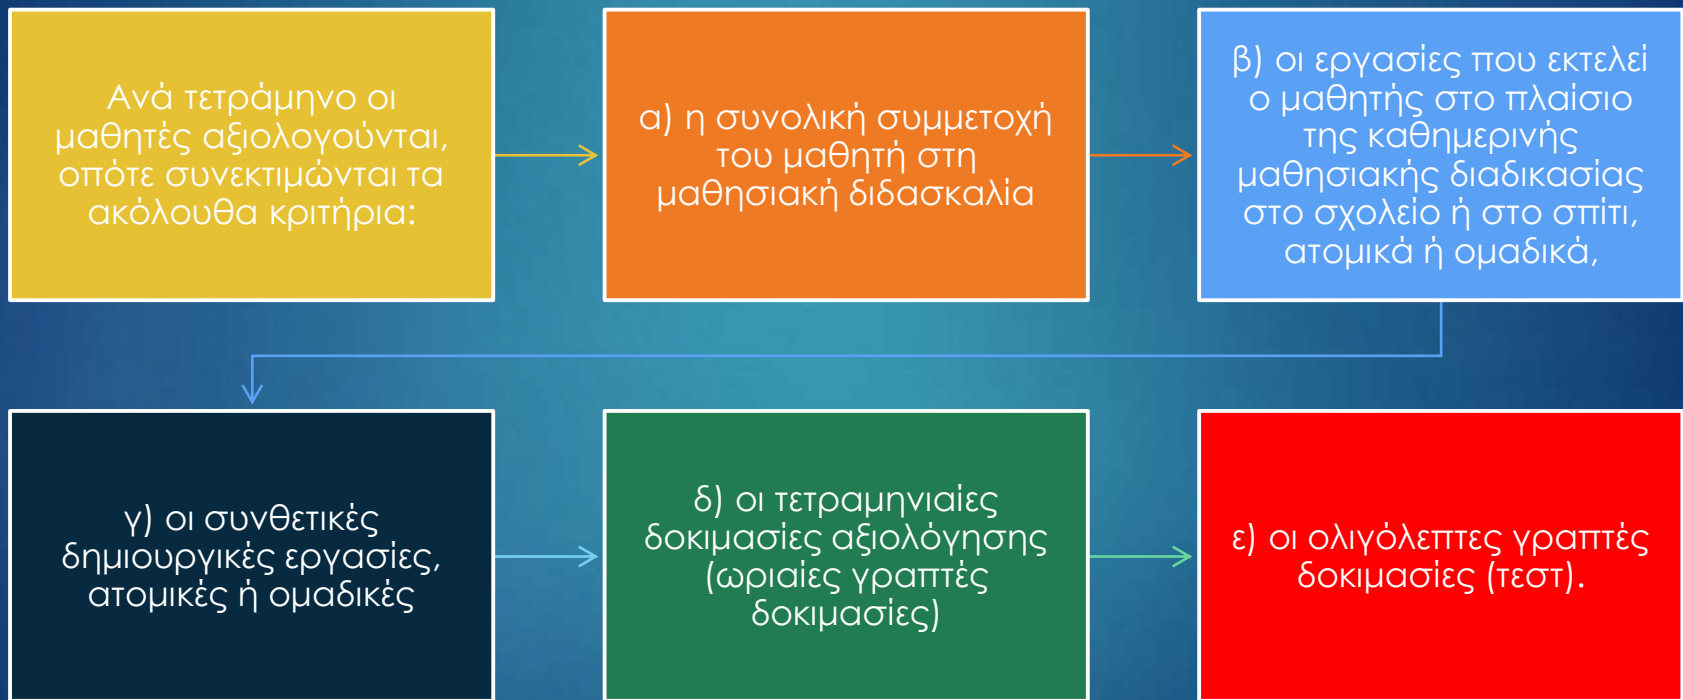 Ανά τετράμηνο οι
μαθητές αξιολογούνται,
οπότε συνεκτιμώνται τα
ακόλουθα κριτήρια:
α) η συνολική συμμετοχή
του μαθητή στη
μαθησιακή διδασκαλία
β) οι εργασίες που εκτελεί
ο μαθητής στο πλαίσιο
της καθημερινής
μαθησιακής διαδικασίας
στο σχολείο ή στο σπίτι,
ατομικά ή ομαδικά,
γ) οι συνθετικές
δημιουργικές εργασίες,
ατομικές ή ομαδικές
δ) οι τετραμηνιαίες
δοκιμασίες αξιολόγησης
(ωριαίες γραπτές
δοκιμασίες)
ε) οι ολιγόλεπτες γραπτές
δοκιμασίες (τεστ).